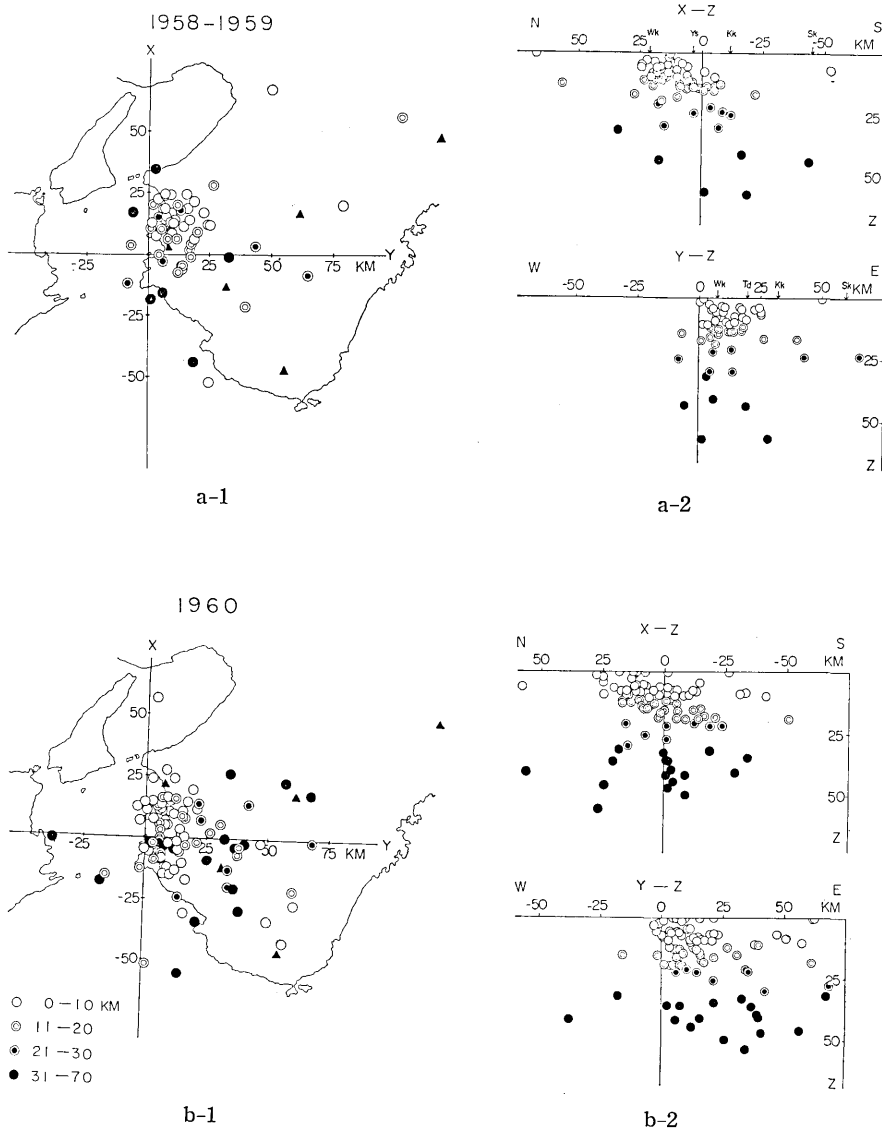 1958-1959
X
50
25
-25
25
50
75
KM
Y
-25
-50
a-1
X-Z
N
S
50
25
Wk
Ys
0
Kk
-25
Sk
-50
KM
25
50
Z
Y-Z
W
E
-50
-25
0
Wk
Td
25
Kk
50
Sk
KM
25
50
Z
a-2
1960
X
50
25
-25
25
50
75
KM
Y
-25
-50
0-10 KM
11-20
21-30
31-70
b-1
X-Z
N
S
50
25
0
-25
-50
KM
25
50
Z
Y-Z
W
E
-50
-25
0
25
50
KM
25
50
Z
b-2